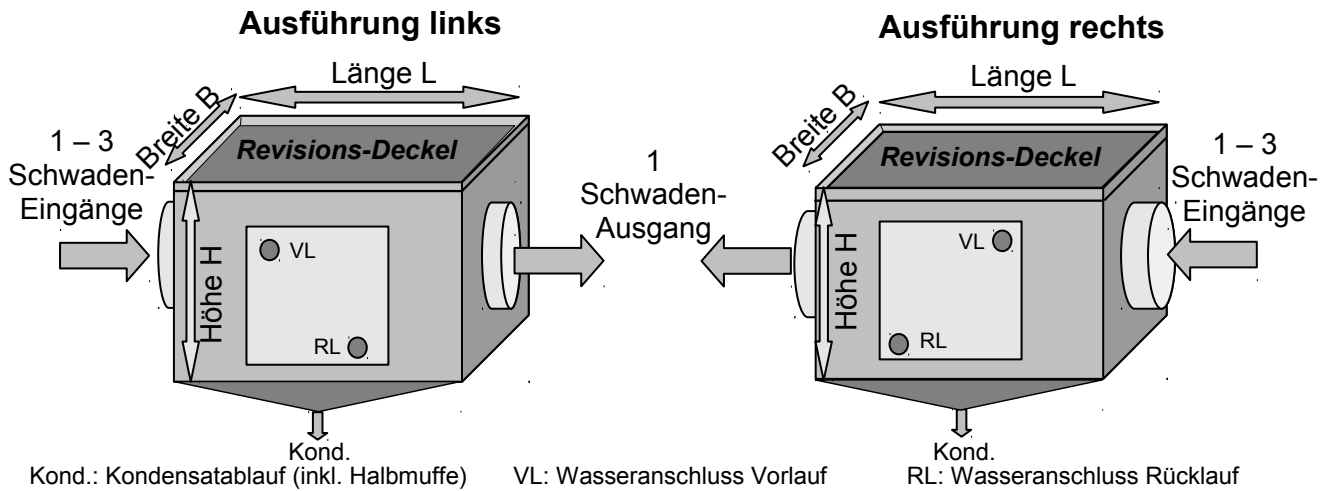 Ausführung links
Länge L
Breite B
Revisions-Deckel
1 – 3
Schwaden-
Eingänge
Höhe H
VL
RL
Kond.
1
Schwaden-
Ausgang
Ausführung rechts
Länge L
Breite B
Revisions-Deckel
1 – 3
Schwaden-
Eingänge
Höhe H
VL
RL
Kond.
Kond.: Kondensatablauf (inkl. Halbmuffe) VL: Wasseranschluss Vorlauf RL: Wasseranschluss Rücklauf